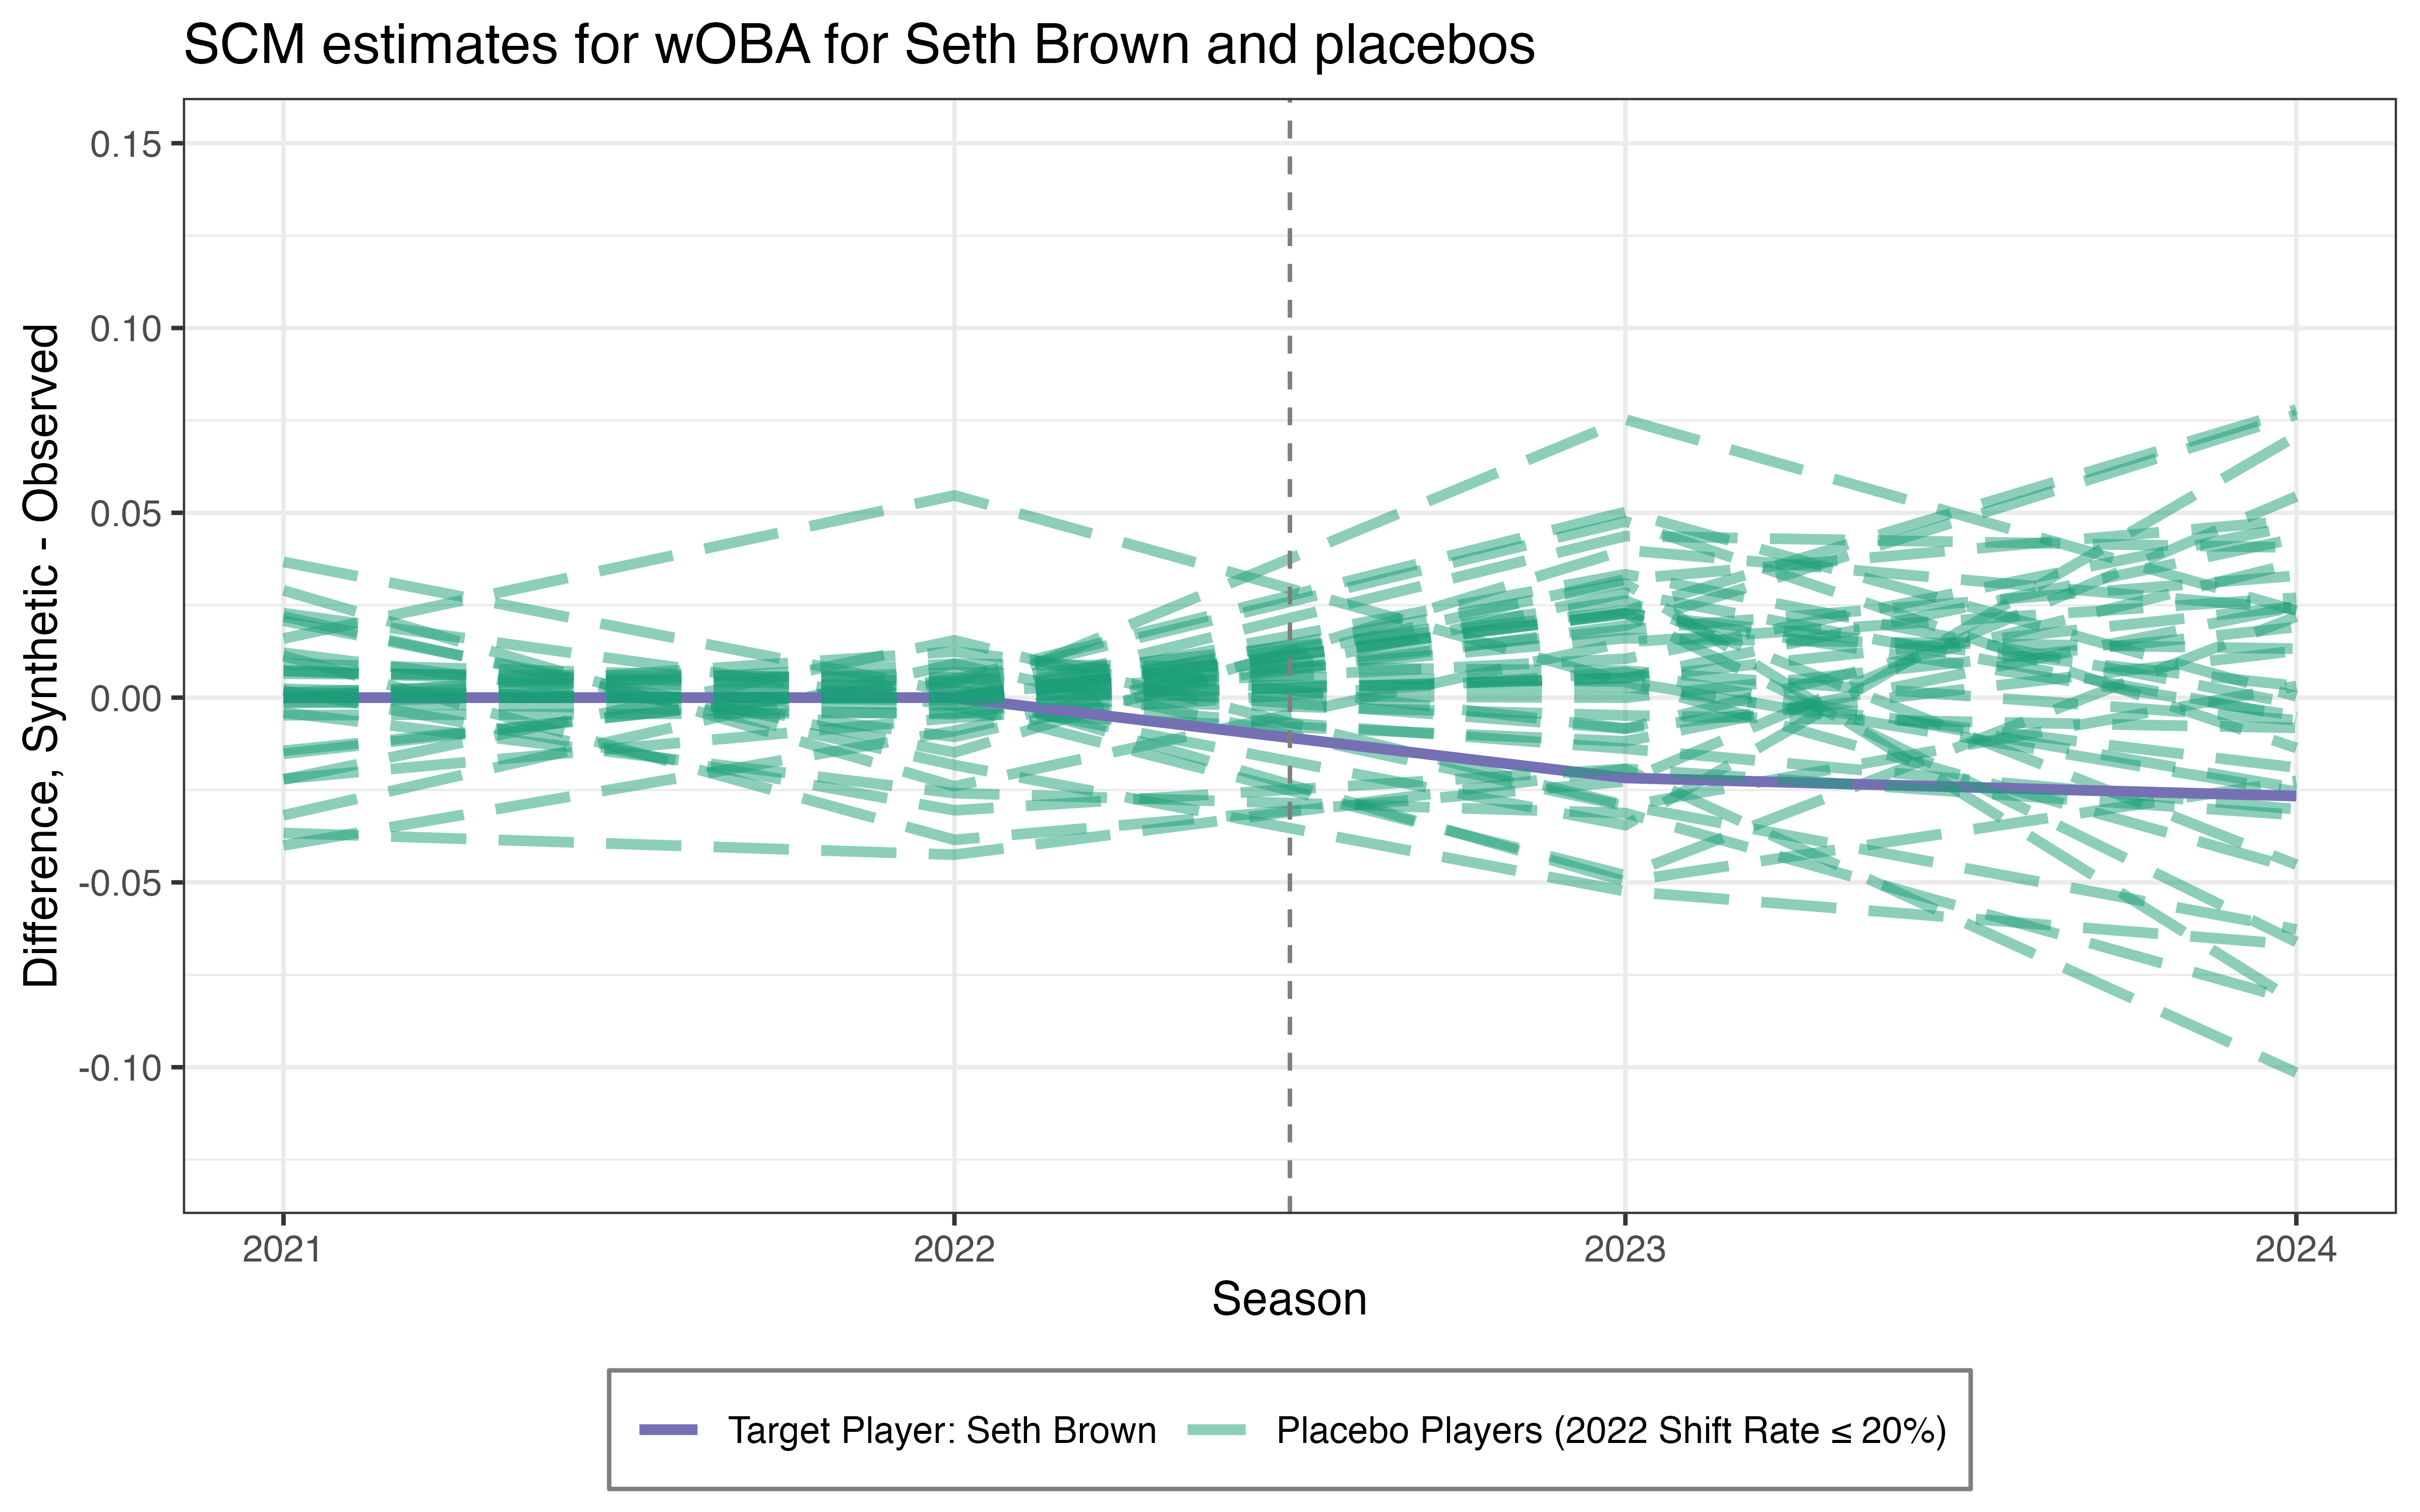 SCM estimates for wOBA for Seth Brown and placebos
Difference, Synthetic - Observed
0.15
0.10
0.05
0.00
-0.05
-0.10
2021
2022
2023
2024
Season
Target Player: Seth Brown
Placebo Players (2022 Shift Rate ≤ 20%)